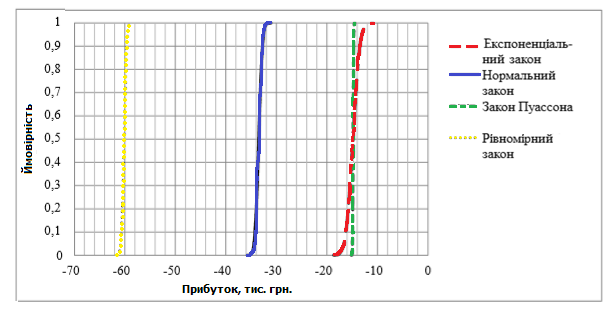 1
0,9
0,8
0,7
0,6
0,5
0,4
0,3
0,2
0,1
0
Ймовірність
-70 -60 -50 -40 -30 -20 -10 0
Прибуток, тис. грн.
Експоненціаль-
ний закон
Нормальний
закон
Закон Пуассона
Рівномірний
закон